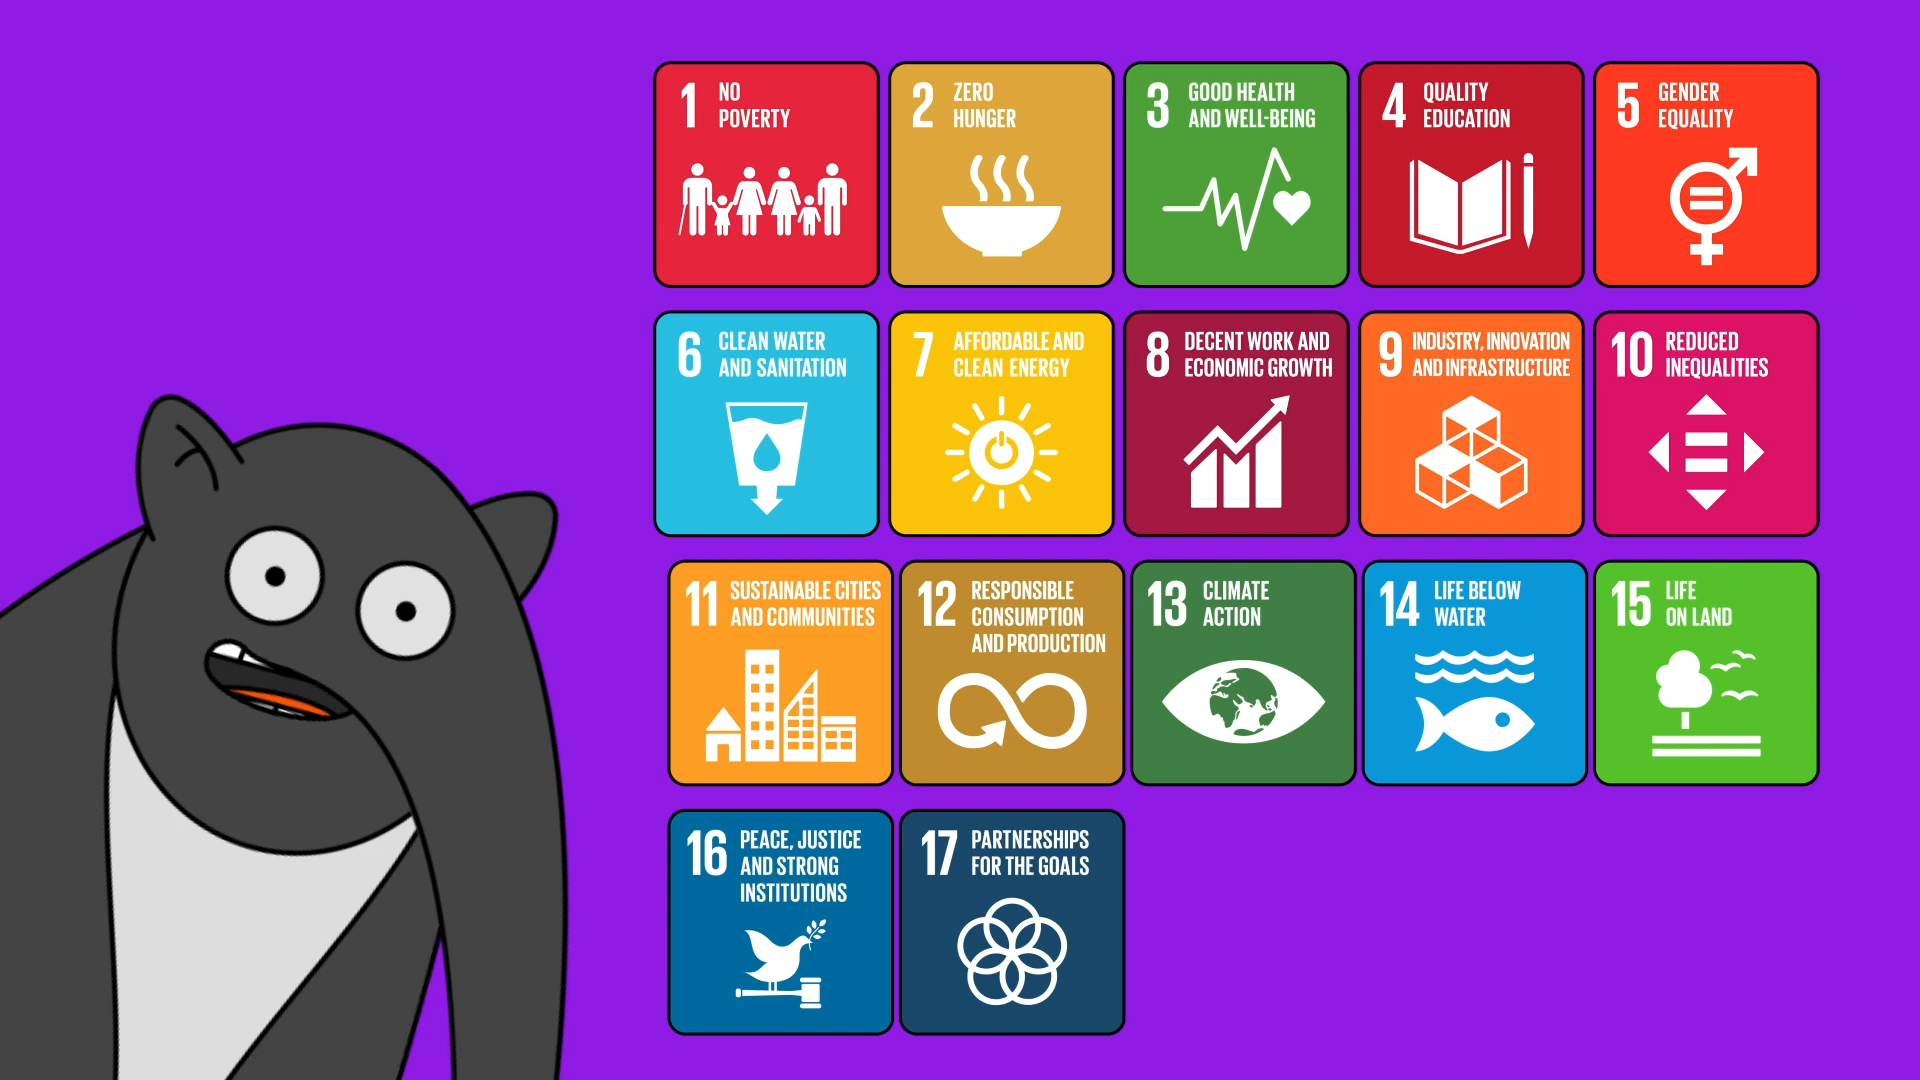 1 NO
POVERTY
2 ZERO
HUNGER
3 GOOD HEALTH
AND WELL-BEING
4 QUALITY
EDUCATION
5 GENDER
EQUALITY
6 CLEAN WATER
AND SANITATION
7 AFFORDABLE AND
CLEAN ENERGY
8 DECENT WORK AND
ECONOMIC GROWTH
9 INDUSTRY, INNOVATION
AND INFRASTRUCTURE
10 REDUCED
INEQUALITIES
11 SUSTAINABLE CITIES
AND COMMUNITIES
12 RESPONSIBLE
CONSUMPTION
AND PRODUCTION
13 CLIMATE
ACTION
14 LIFE BELOW
WATER
15 LIFE
ON LAND
16 PEACE, JUSTICE
AND STRONG
INSTITUTIONS
17 PARTNERSHIPS
FOR THE GOALS